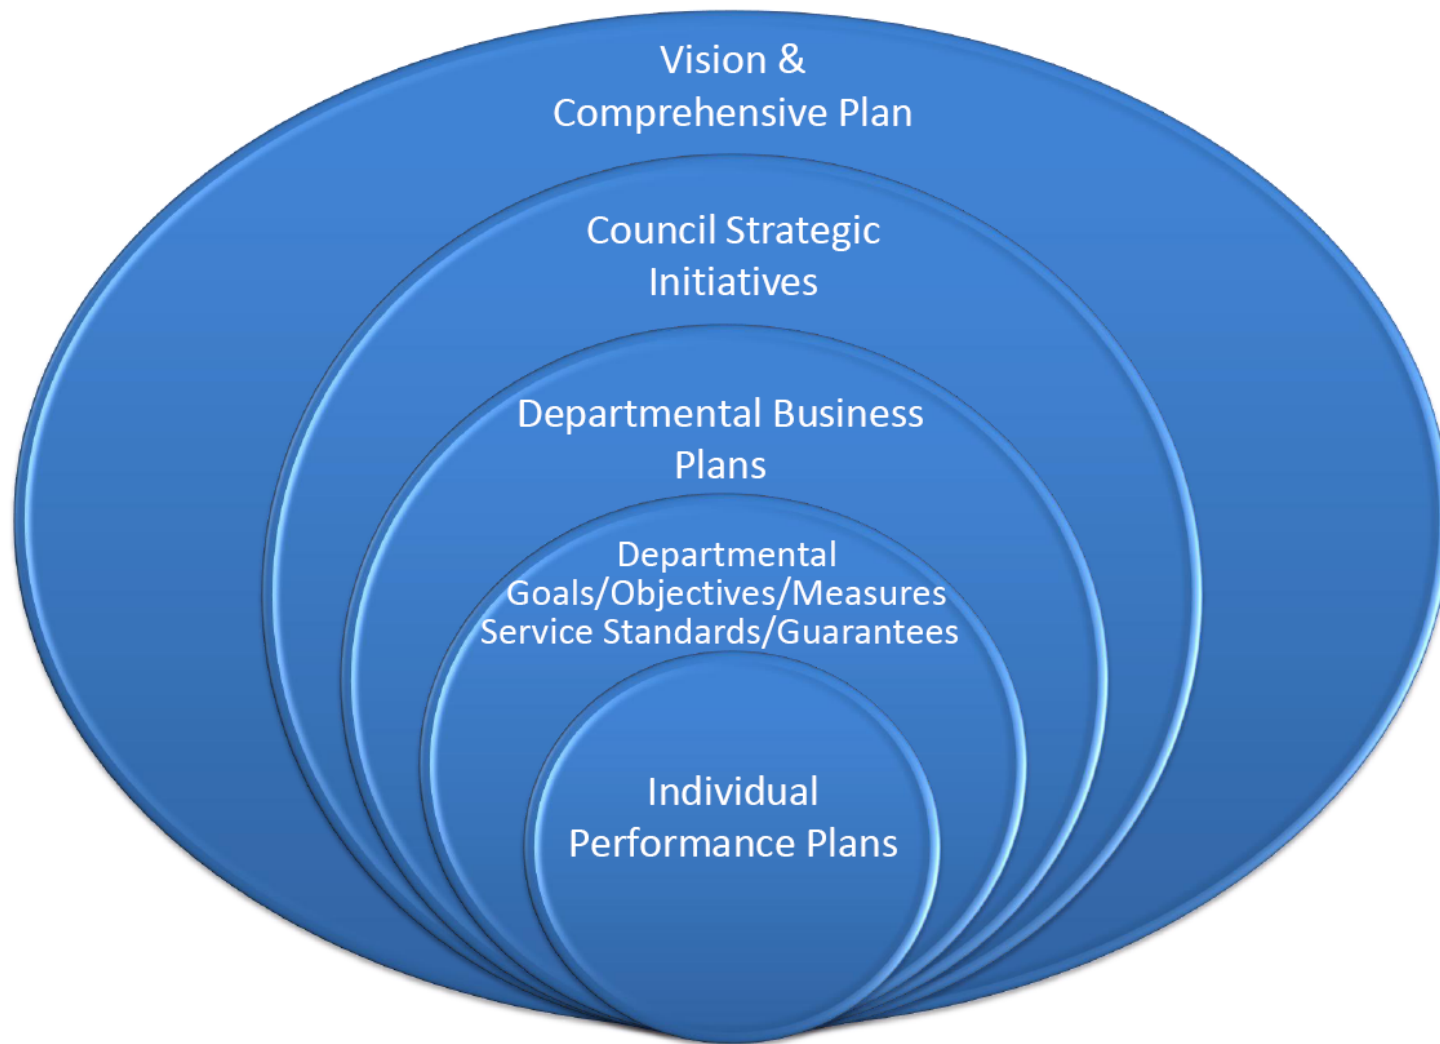 Vision &
Comprehensive Plan
Council Strategic
Initiatives
Departmental Business
Plans
Departmental
Goals/Objectives/Measures
Service Standards/Guarantees
Individual
Performance Plans